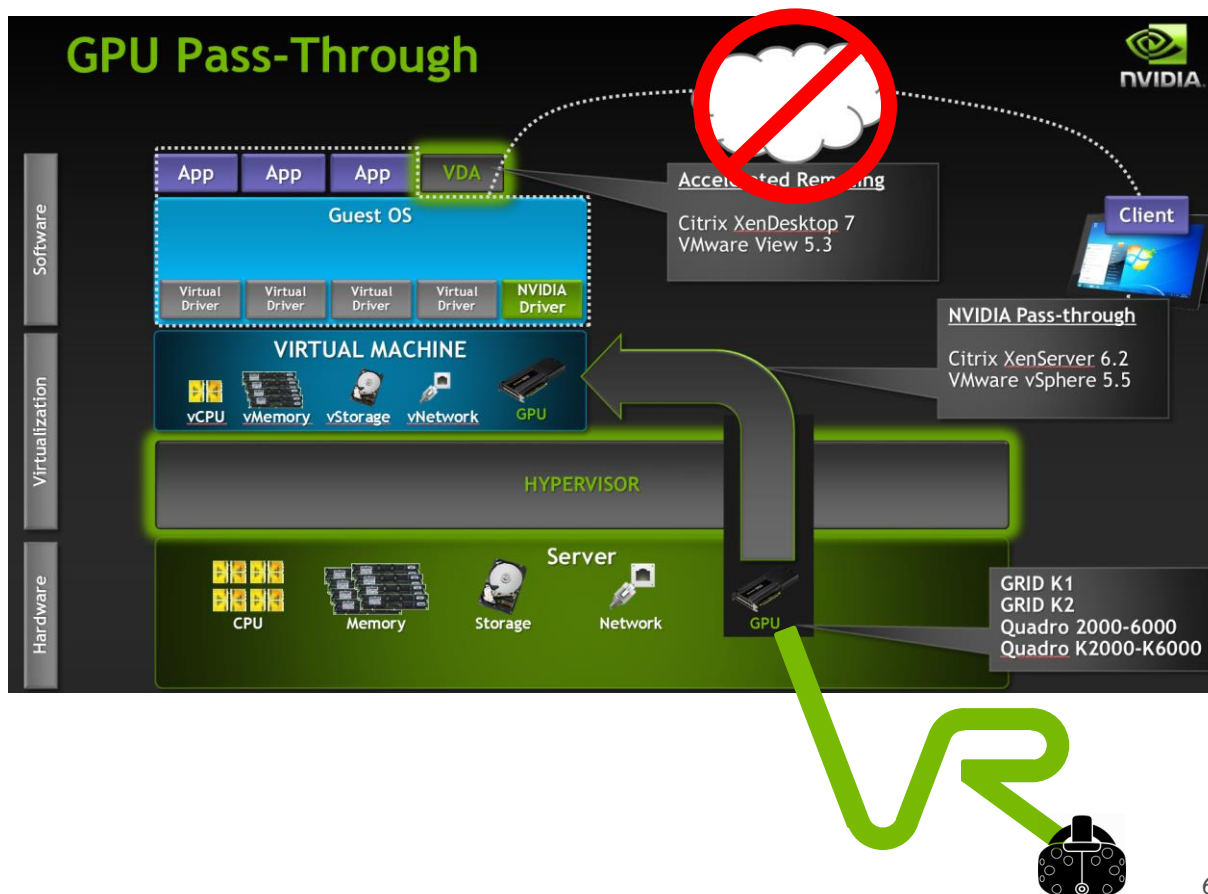 GPU Pass-Through
NVIDIA.
Software
App
App
App
VDA
Guest OS
Virtual
Driver
Virtual
Driver
Virtual
Driver
Virtual
Driver
NVIDIA
Driver
Accelerated Remoting
Citrix XenDesktop 7
VMware View 5.3
Client
Virtualization
VIRTUAL MACHINE
vCPU
vMemory
vStorage
vNetwork
GPU
NVIDIA Pass-through
Citrix XenServer 6.2
VMware vSphere 5.5
HYPERVISOR
Hardware
Server
CPU
Memory
Storage
Network
GPU
GRID K1
GRID K2
Quadro 2000-6000
Quadro K2000-K6000
VR